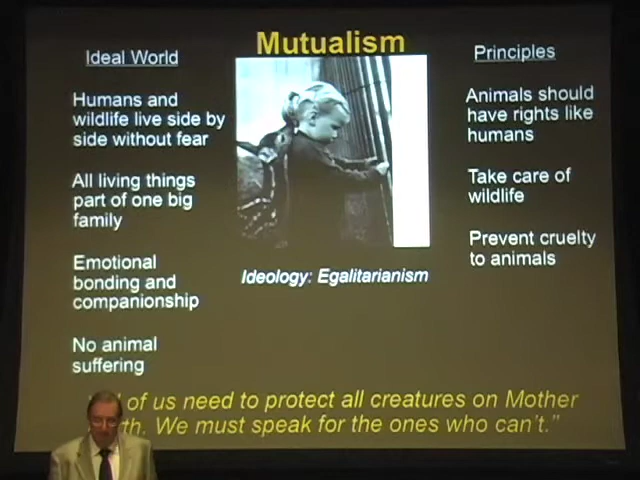 Mutualism
Ideal World
Humans and
wildlife live side by
side without fear
All living things
part of one big
family
Emotional
bonding and
companionship
No animal
suffering
Ideology: Egalitarianism
Principles
Animals should
have rights like
humans
Take care of
wildlife
Prevent cruelty
to animals
of us need to protect all creatures on Mother
We must speak for the ones who can't."